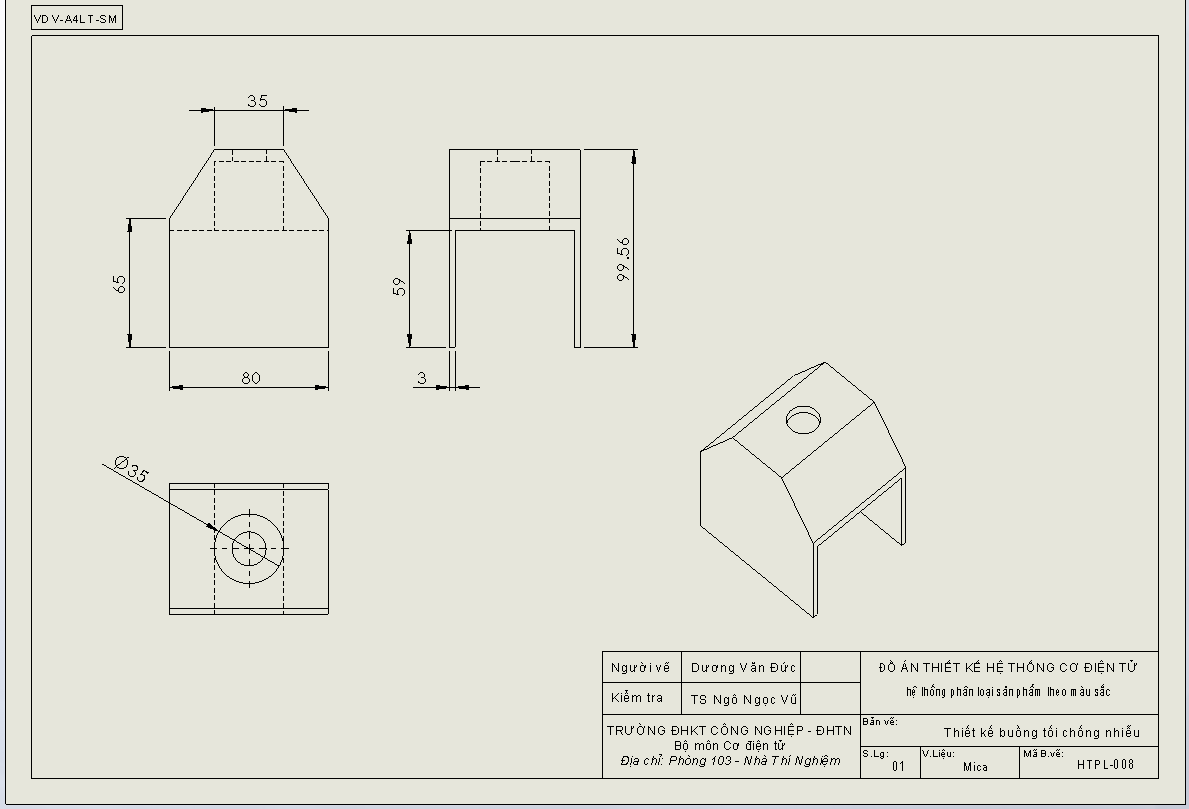 VDV-A4LT-SM
35
65
80
59
3
99.56
Ø35
Người vẽ Dương Văn Đức
Kiểm tra TS Ngô Ngọc Vũ
TRƯỜNG ĐHKT CÔNG NGHIỆP - ĐHTN
Bộ môn Cơ điện tử
Địa chỉ: Phòng 103 - Nhà Thí Nghiệm
ĐỒ ÁN THIẾT KẾ HỆ THỐNG CƠ ĐIỆN TỬ
hệ thống phân loại sản phẩm theo màu sắc
Bản vẽ:
Thiết kế buồng tối chống nhiễu
S.Lg: 01
V.Liệu: Mica
Mã B.vẽ: HTPL-008